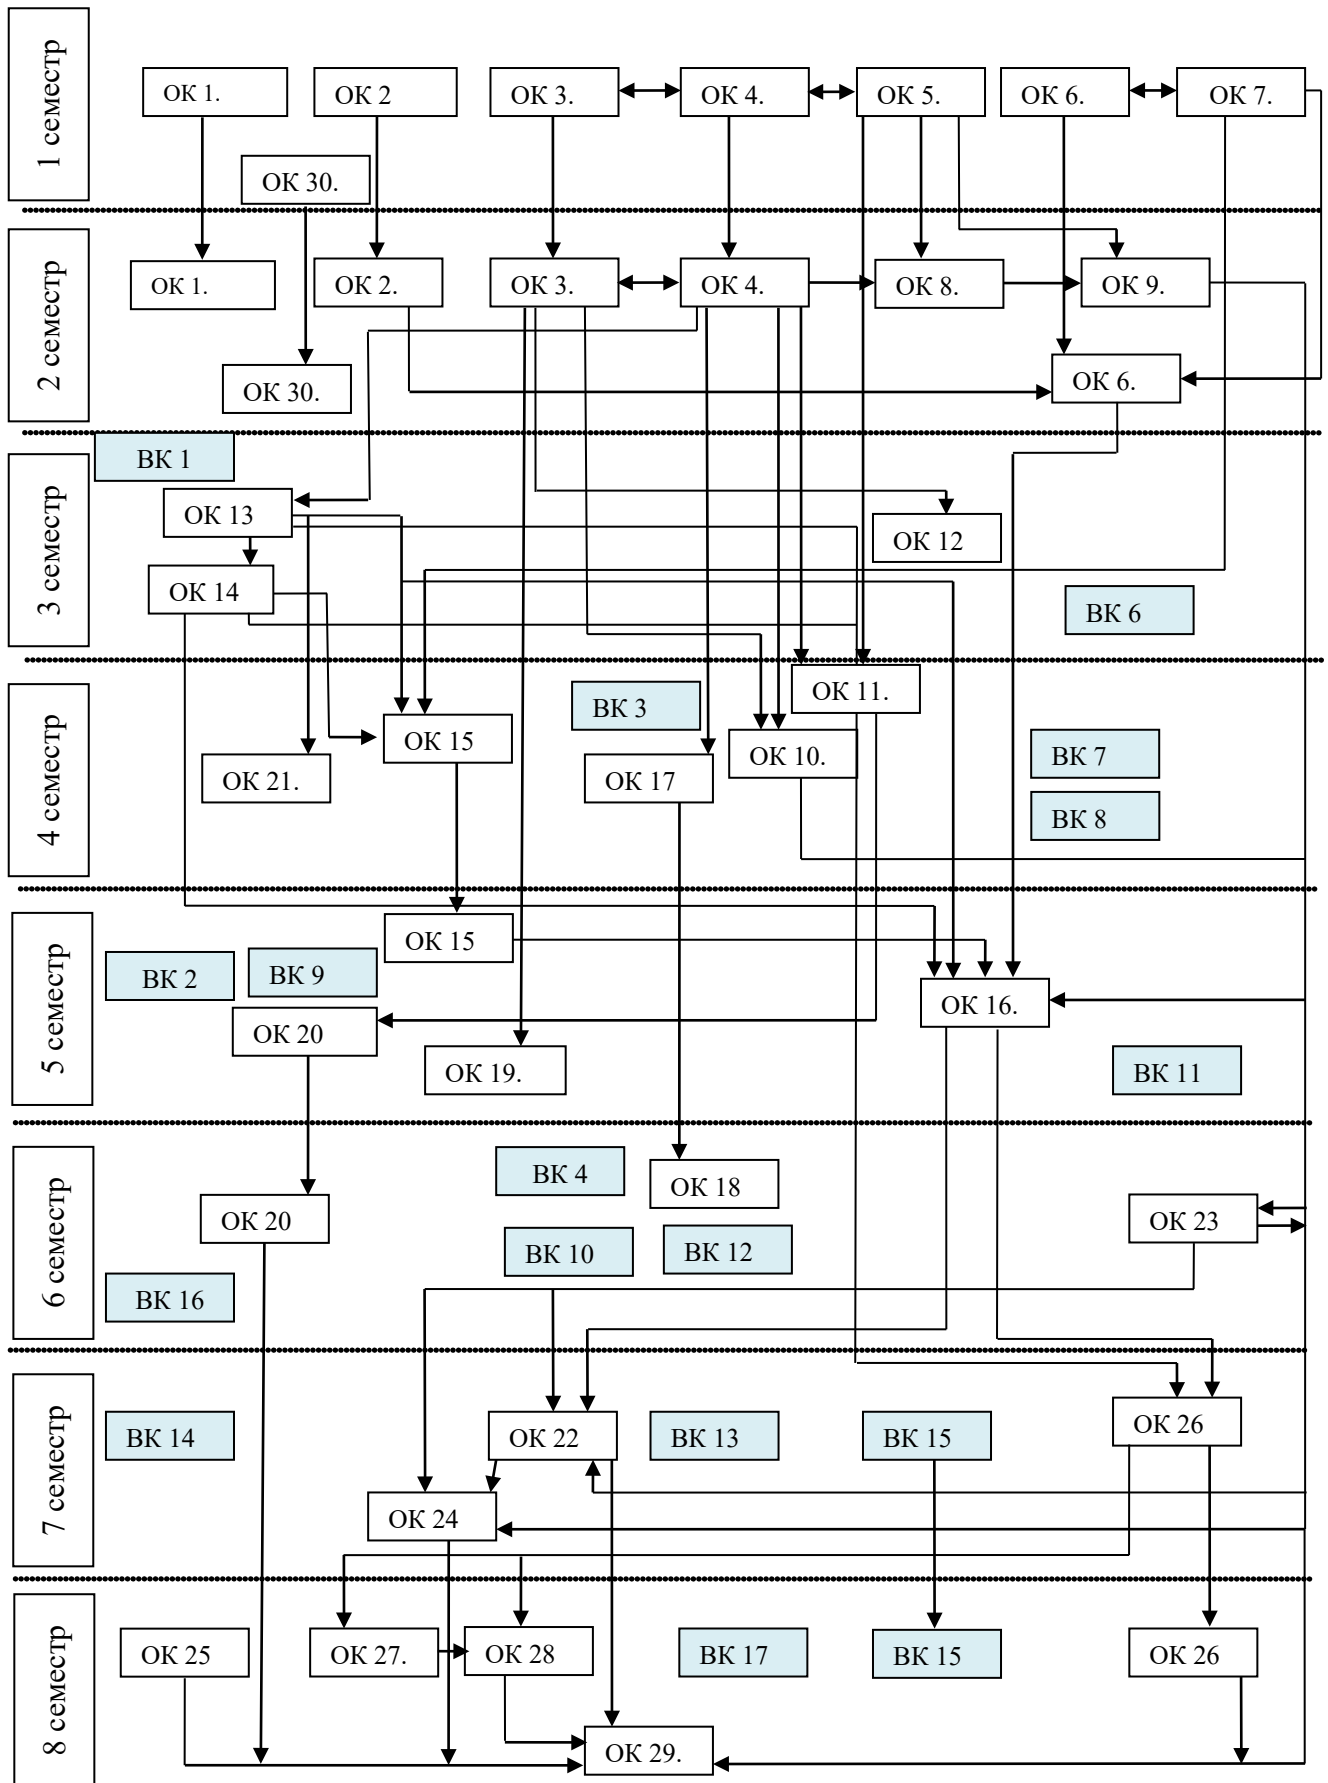 1 семестр
ОК 1.
ОК 2
ОК 3.
ОК 4.
ОК 5.
ОК 6.
ОК 7.
ОК 30.
2 семестр
ОК 1.
ОК 2.
ОК 3.
ОК 4.
ОК 8.
ОК 9.
ОК 30.
ОК 6.
3 семестр
ВК 1
ОК 13
ОК 12
ОК 14
ВК 6
4 семестр
ОК 11.
ВК 3
ОК 15
ОК 10.
ВК 7
ОК 21.
ОК 17
ВК 8
5 семестр
ОК 15
ВК 2
ВК 9
ОК 16.
ОК 20
ОК 19.
ВК 11
6 семестр
ВК 4
ОК 18
ОК 20
ОК 23
ВК 10
ВК 12
ВК 16
7 семестр
ВК 14
ОК 22
ВК 13
ВК 15
ОК 26
ОК 24
8 семестр
ОК 25
ОК 27.
ОК 28
ВК 17
ВК 15
ОК 26
ОК 29.